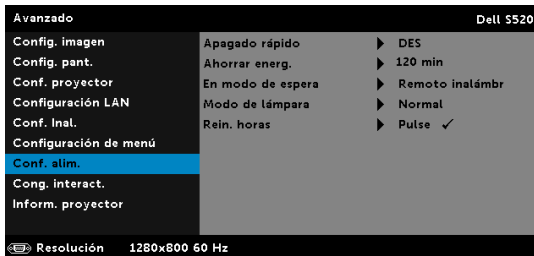 Avanzado Dell S520
Config. imagen
Config. pant.
Conf. proyector
Configuración LAN
Conf. Inal.
Configuración de menú
Conf. alim.
Cong. interact.
Inform. proyector
Apagado rápido DES
Ahorrar energ. 120 min
En modo de espera Remoto inalámbr
Modo de lámpara Normal
Rein. horas Pulse ✓
Resolución 1280x800 60 Hz